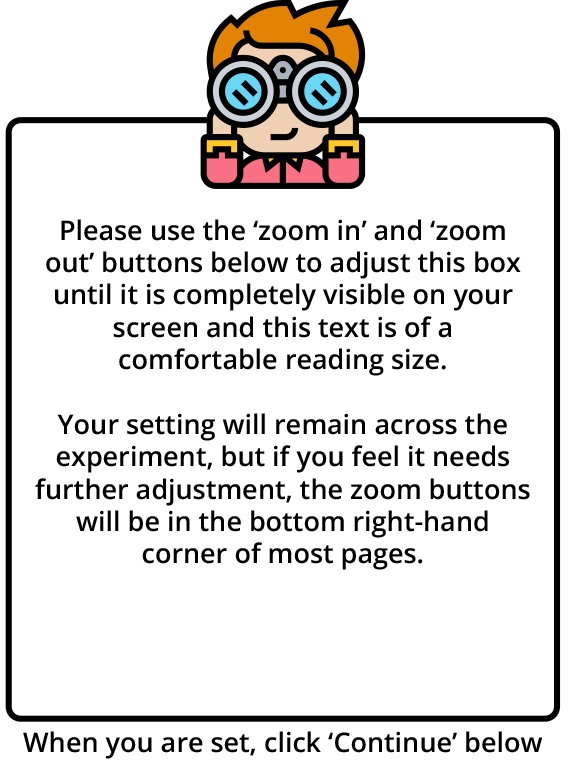 Please use the ‘zoom in’ and ‘zoom
out’ buttons below to adjust this box
until it is completely visible on your
screen and this text is of a
comfortable reading size.
Your setting will remain across the
experiment, but if you feel it needs
further adjustment, the zoom buttons
will be in the bottom right-hand
corner of most pages.
When you are set, click ‘Continue’ below